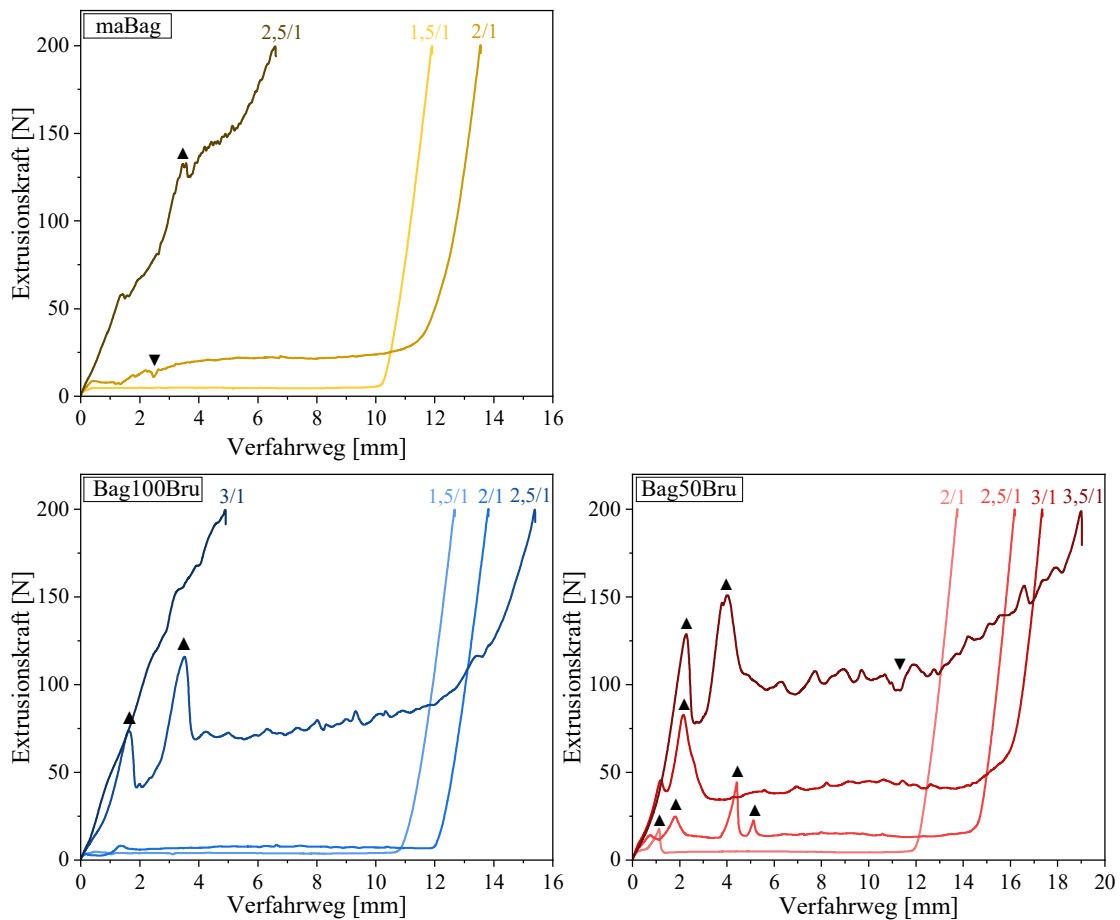 maBag
2,5/1 1,5/1 2/1
200
150
100
50
0
0 2 4 6 8 10 12 14 16
Extrusionskraft [N]
Verfahrweg [mm]
Bag100Bru
3/1 1,5/1 2/1 2,5/1
200
150
100
50
0
0 2 4 6 8 10 12 14 16
Extrusionskraft [N]
Verfahrweg [mm]
Bag50Bru
2/1 2,5/1 3/1 3,5/1
200
150
100
50
0
0 2 4 6 8 10 12 14 16 18 20
Extrusionskraft [N]
Verfahrweg [mm]